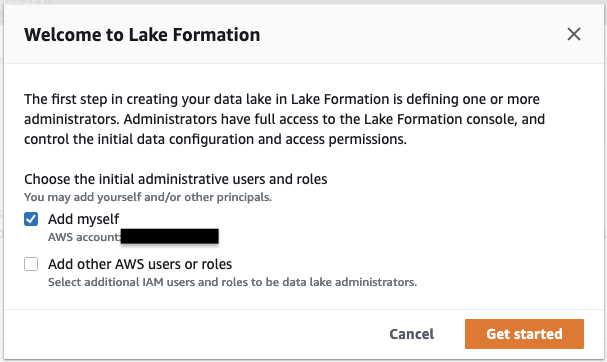 Welcome to Lake Formation
The first step in creating your data lake in Lake Formation is defining one or more
administrators. Administrators have full access to the Lake Formation console, and
control the initial data configuration and access permissions.
Choose the initial administrative users and roles
You may add yourself and/or other principals.
Add myself
AWS account:
Add other AWS users or roles
Select additional IAM users and roles to be data lake administrators.
Cancel
Get started